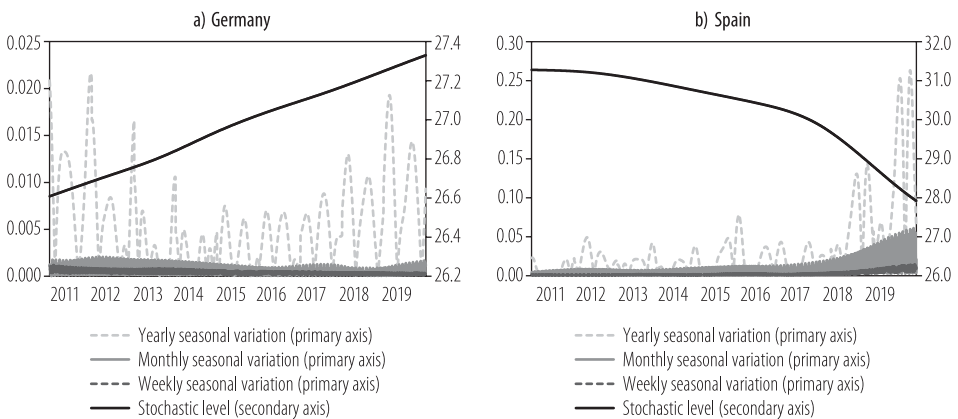 a) Germany
0.025
0.020
0.015
0.010
0.005
0.000
27.4
27.2
27.0
26.8
26.6
26.4
26.2
2011 2012 2013 2014 2015 2016 2017 2018 2019
Yearly seasonal variation (primary axis)
Monthly seasonal variation (primary axis)
Weekly seasonal variation (primary axis)
Stochastic level (secondary axis)
b) Spain
0.30
0.25
0.20
0.15
0.10
0.05
0.00
32.0
31.0
30.0
29.0
28.0
27.0
26.0
2011 2012 2013 2014 2015 2016 2017 2018 2019
Yearly seasonal variation (primary axis)
Monthly seasonal variation (primary axis)
Weekly seasonal variation (primary axis)
Stochastic level (secondary axis)